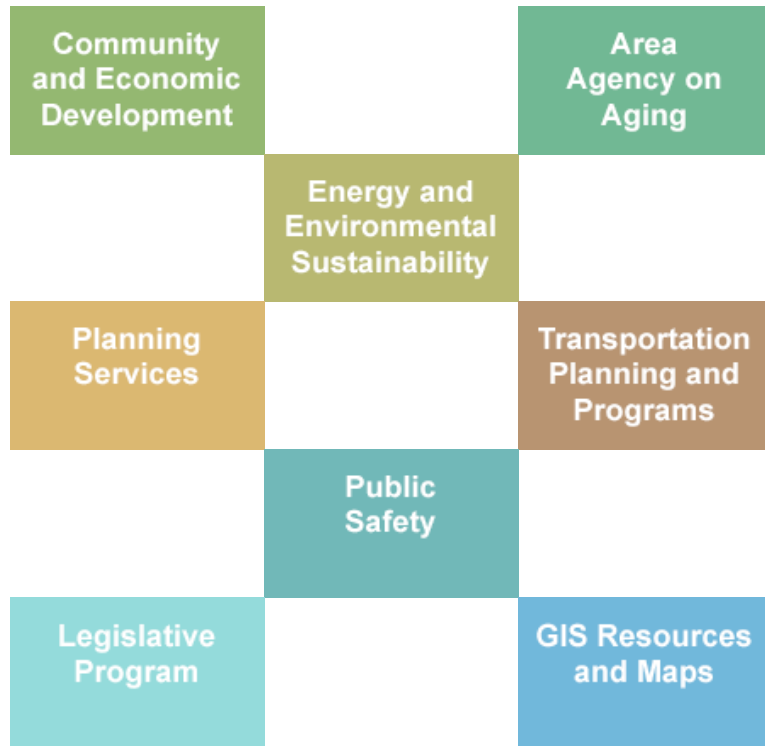 Community
and Economic
Development
Area
Agency on
Aging
Energy and
Environmental
Sustainability
Planning
Services
Transportation
Planning and
Programs
Public
Safety
Legislative
Program
GIS Resources
and Maps